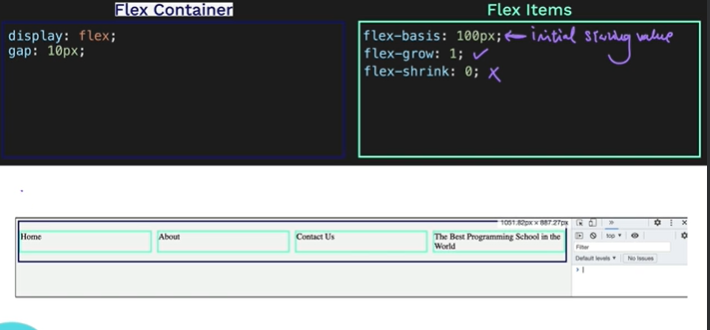 Flex Container
Flex Items
display: flex;
gap: 10px;
flex-basis: 100px; ← initial starting value
flex-grow: 1; ✓
flex-shrink: 0; X
1051.82px × 887.27px
Home
About
Contact Us
The Best Programming School in the
World
top
Filter
Default levels
No Issues